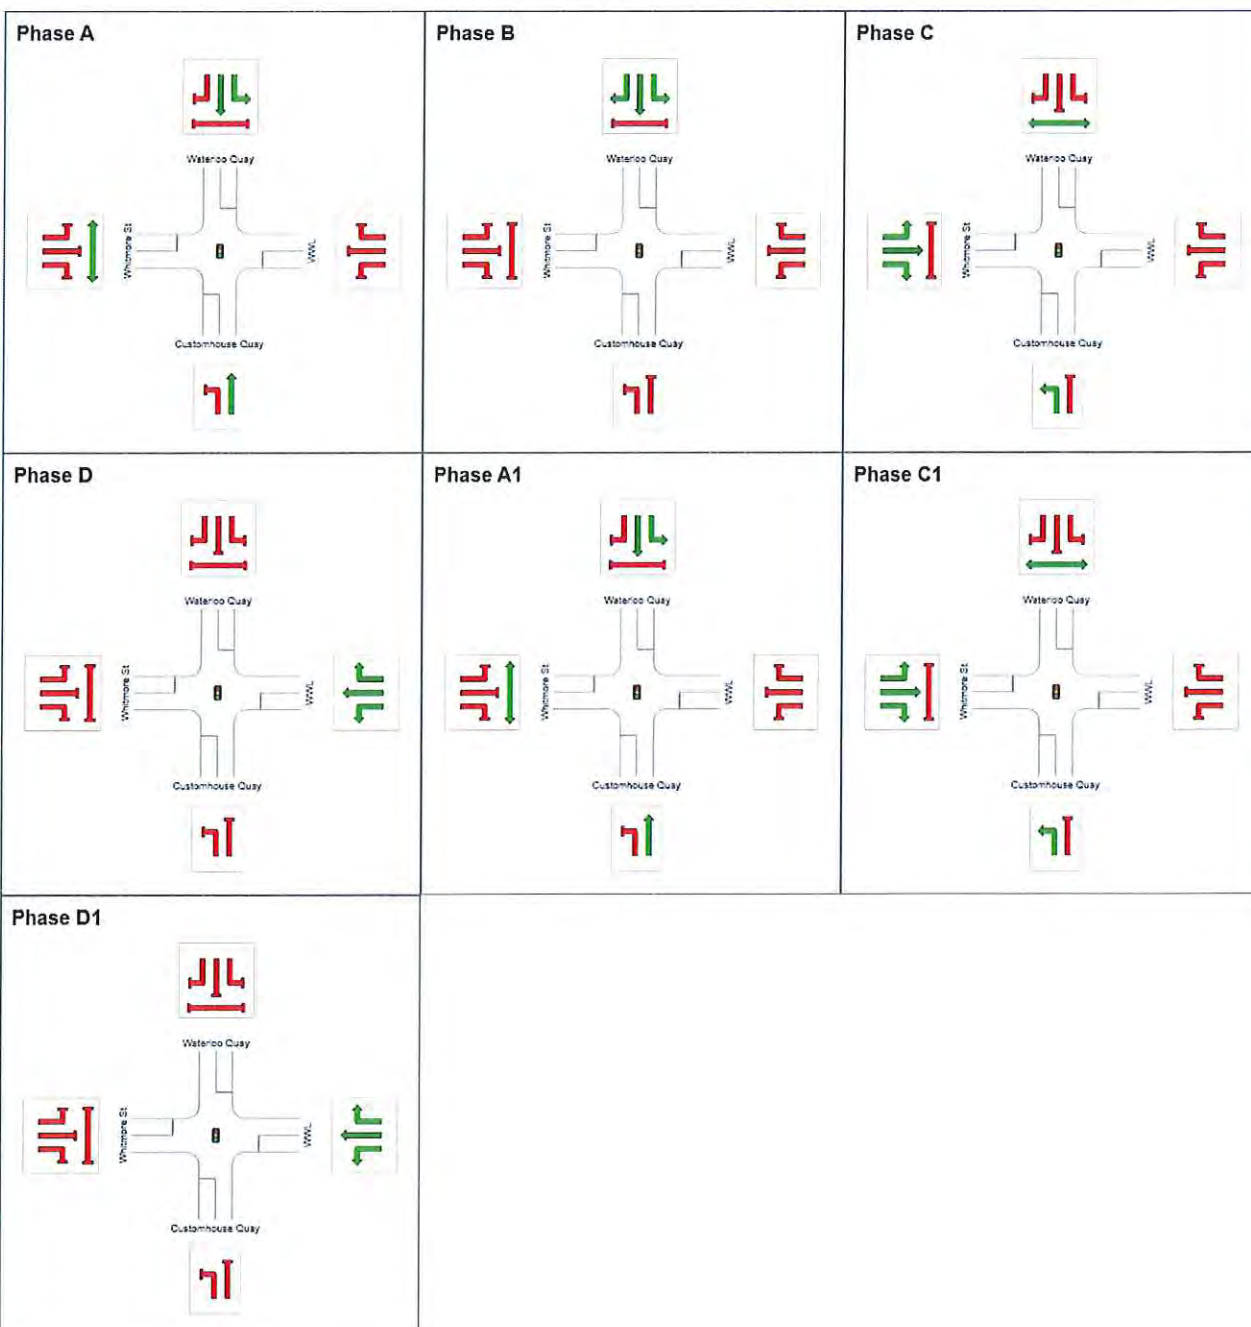 Phase A
Waterloo Quay
Whitmore St
WWL
Customhouse Quay
Phase B
Waterloo Quay
Whitmore St
WWL
Customhouse Quay
Phase C
Waterloo Quay
Whitmore St
WWL
Customhouse Quay
Phase D
Waterloo Quay
Whitmore St
WWL
Customhouse Quay
Phase A1
Waterloo Quay
Whitmore St
WWL
Customhouse Quay
Phase C1
Waterloo Quay
Whitmore St
WWL
Customhouse Quay
Phase D1
Waterloo Quay
Whitmore St
WWL
Customhouse Quay